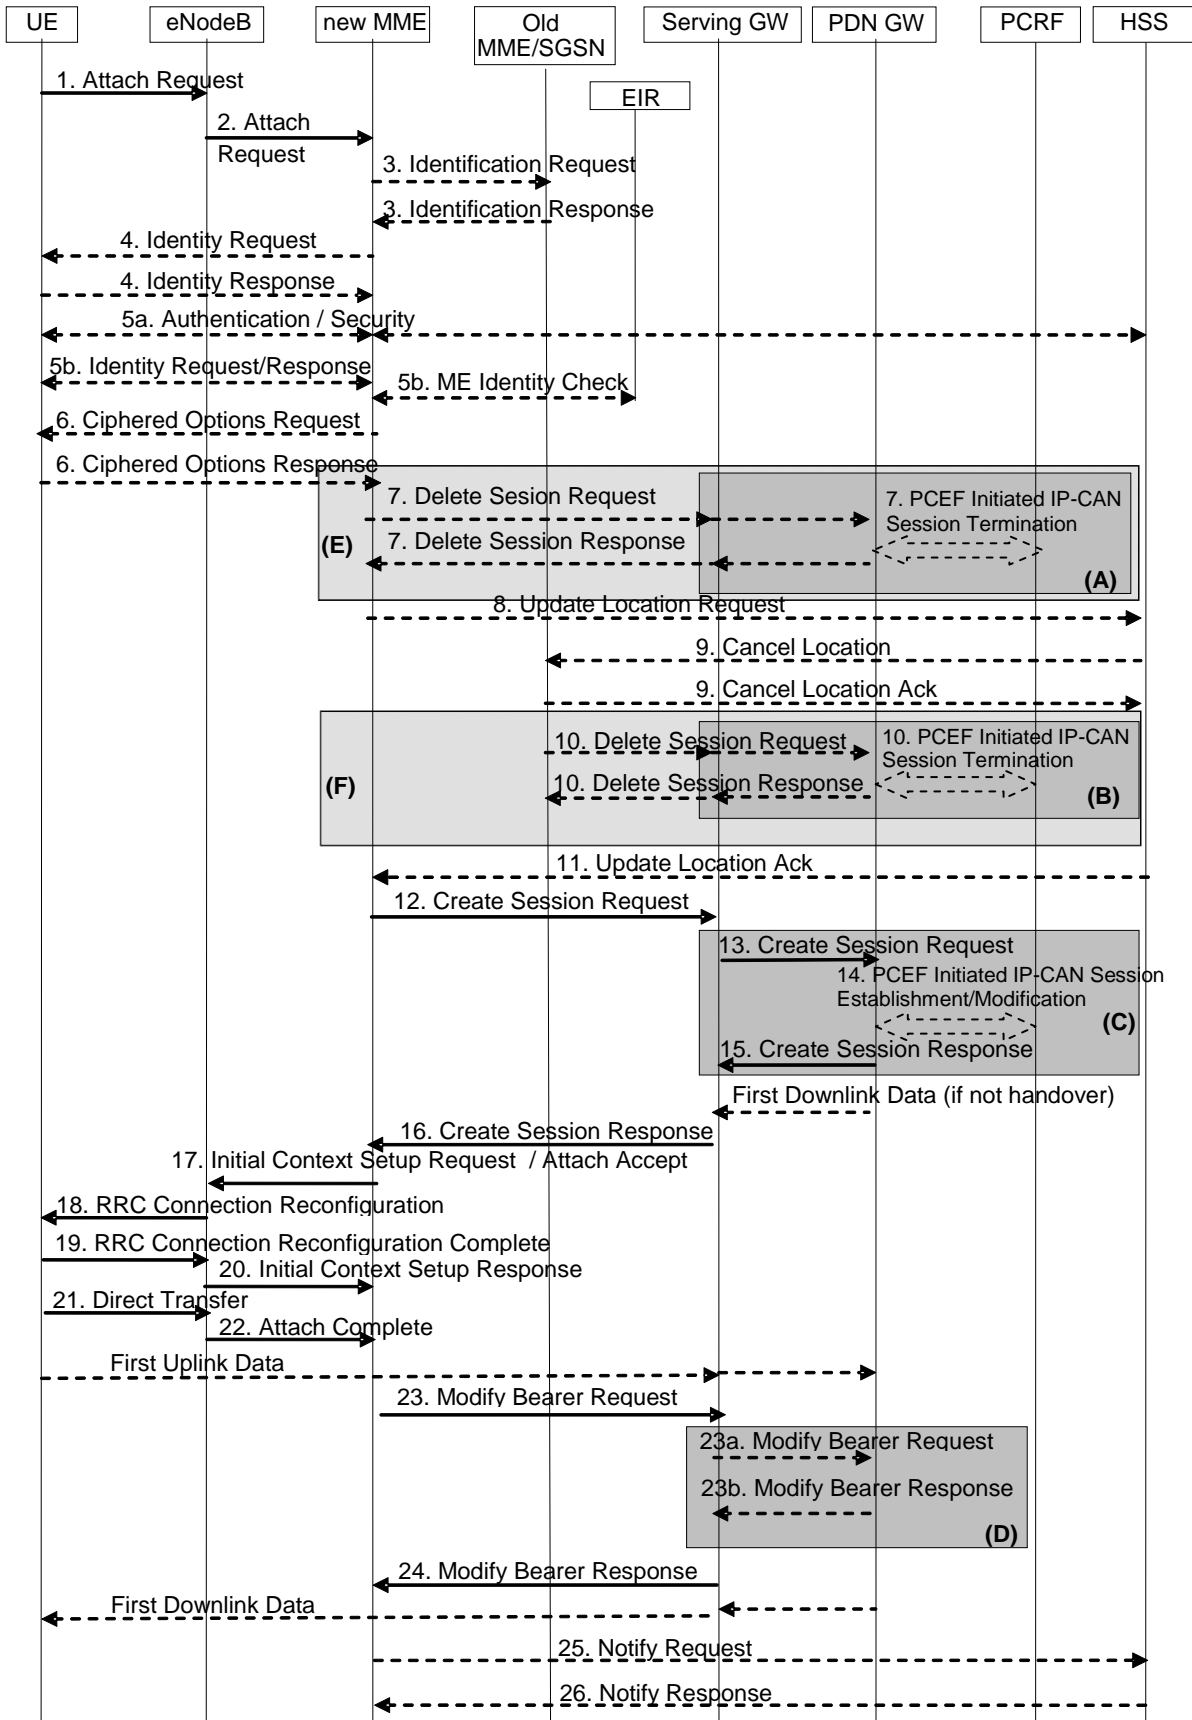 UE
eNodeB
new MME
Old
MME/SGSN
Serving GW
PDN GW
PCRF
HSS
EIR
1. Attach Request
2. Attach
Request
3. Identification Request
3. Identification Response
4. Identity Request
4. Identity Response
5a. Authentication / Security
5b. Identity Request/Response
5b. ME Identity Check
6. Ciphered Options Request
6. Ciphered Options Response
7. Delete Sesion Request
7. PCEF Initiated IP-CAN
Session Termination
(E)
7. Delete Session Response
(A)
8. Update Location Request
9. Cancel Location
9. Cancel Location Ack
10. Delete Session Request
10. PCEF Initiated IP-CAN
Session Termination
(F)
10. Delete Session Response
(B)
11. Update Location Ack
12. Create Session Request
13. Create Session Request
14. PCEF Initiated IP-CAN Session
Establishment/Modification
(C)
15. Create Session Response
First Downlink Data (if not handover)
16. Create Session Response
17. Initial Context Setup Request / Attach Accept
18. RRC Connection Reconfiguration
19. RRC Connection Reconfiguration Complete
20. Initial Context Setup Response
21. Direct Transfer
22. Attach Complete
First Uplink Data
23. Modify Bearer Request
23a. Modify Bearer Request
23b. Modify Bearer Response
(D)
24. Modify Bearer Response
First Downlink Data
25. Notify Request
26. Notify Response